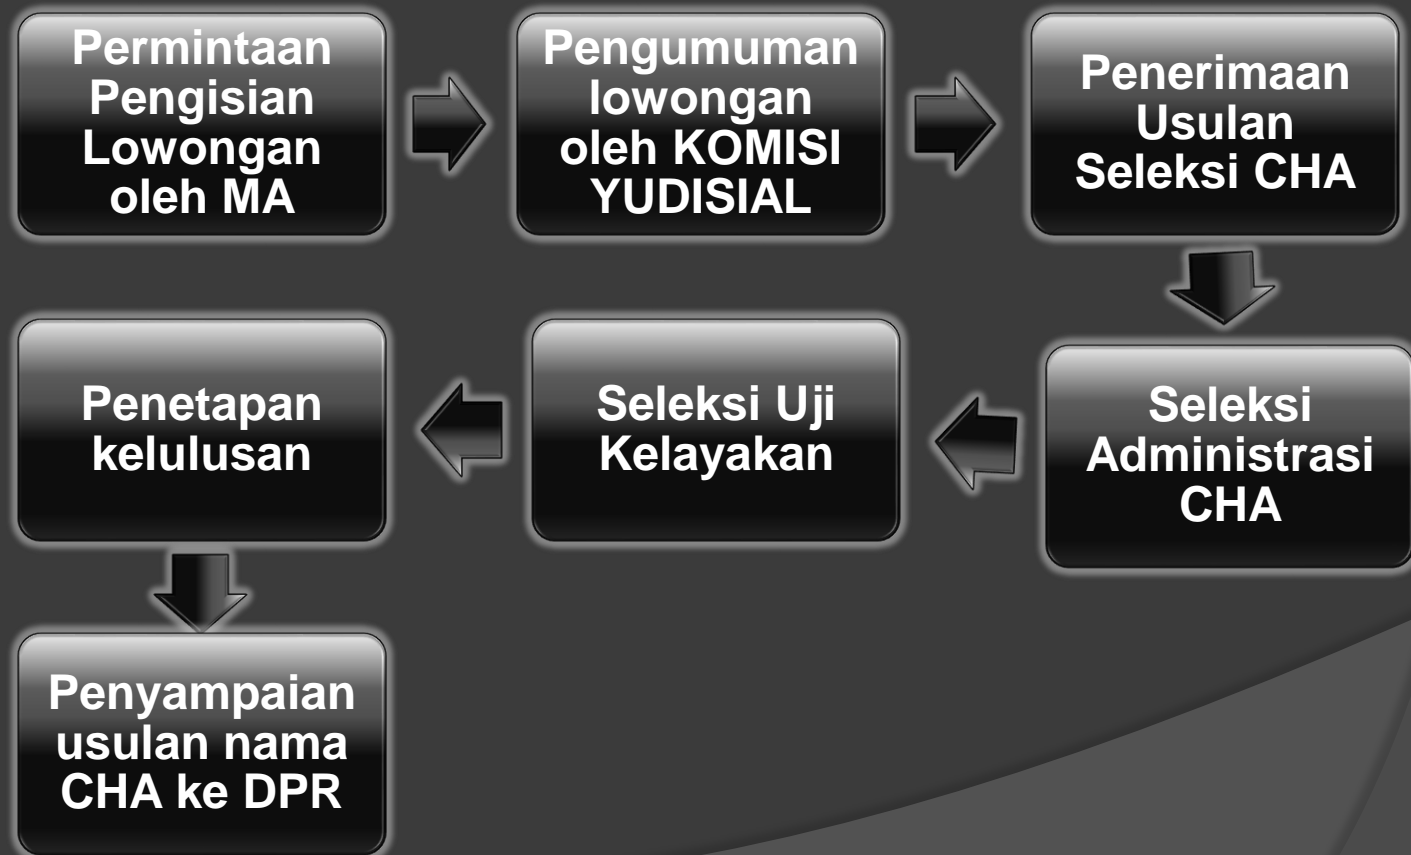 Permintaan
Pengisian
Lowongan
oleh MA
Pengumuman
lowongan
oleh KOMISI
YUDISIAL
Penerimaan
Usulan
Seleksi CHA
Seleksi
Administrasi
CHA
Seleksi Uji
Kelayakan
Penetapan
kelulusan
Penyampaian
usulan nama
CHA ke DPR